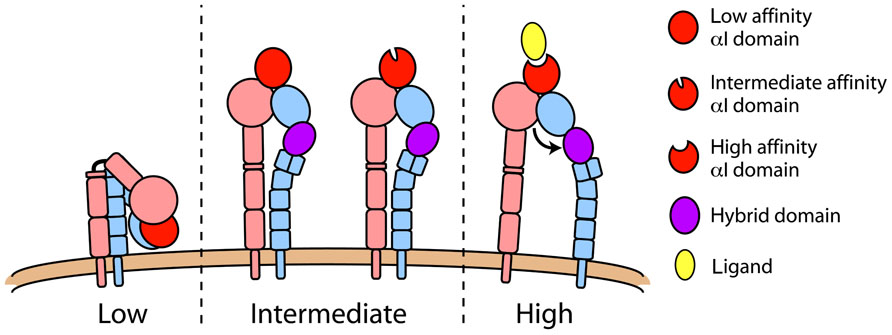 Low affinity
αI domain
Intermediate affinity
αI domain
High affinity
αI domain
Hybrid domain
Ligand
Low
Intermediate
High